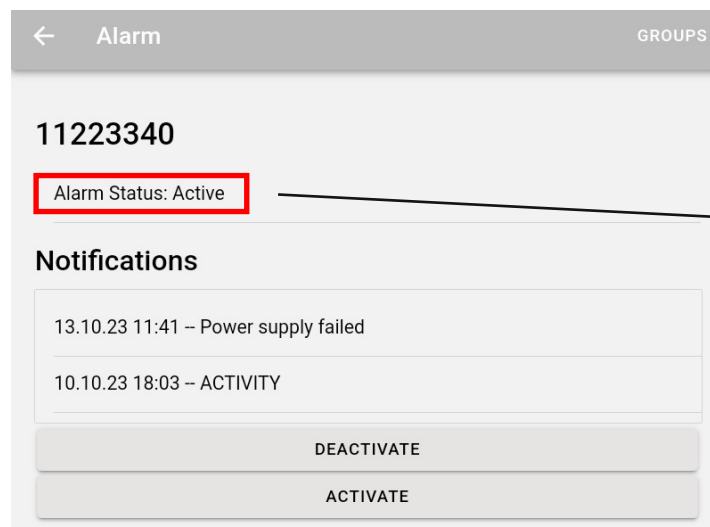 Alarm GROUPS
11223340
Alarm Status: Active
Notifications
13.10.23 11:41 -- Power supply failed
10.10.23 18:03 -- ACTIVITY
DEACTIVATE
ACTIVATE